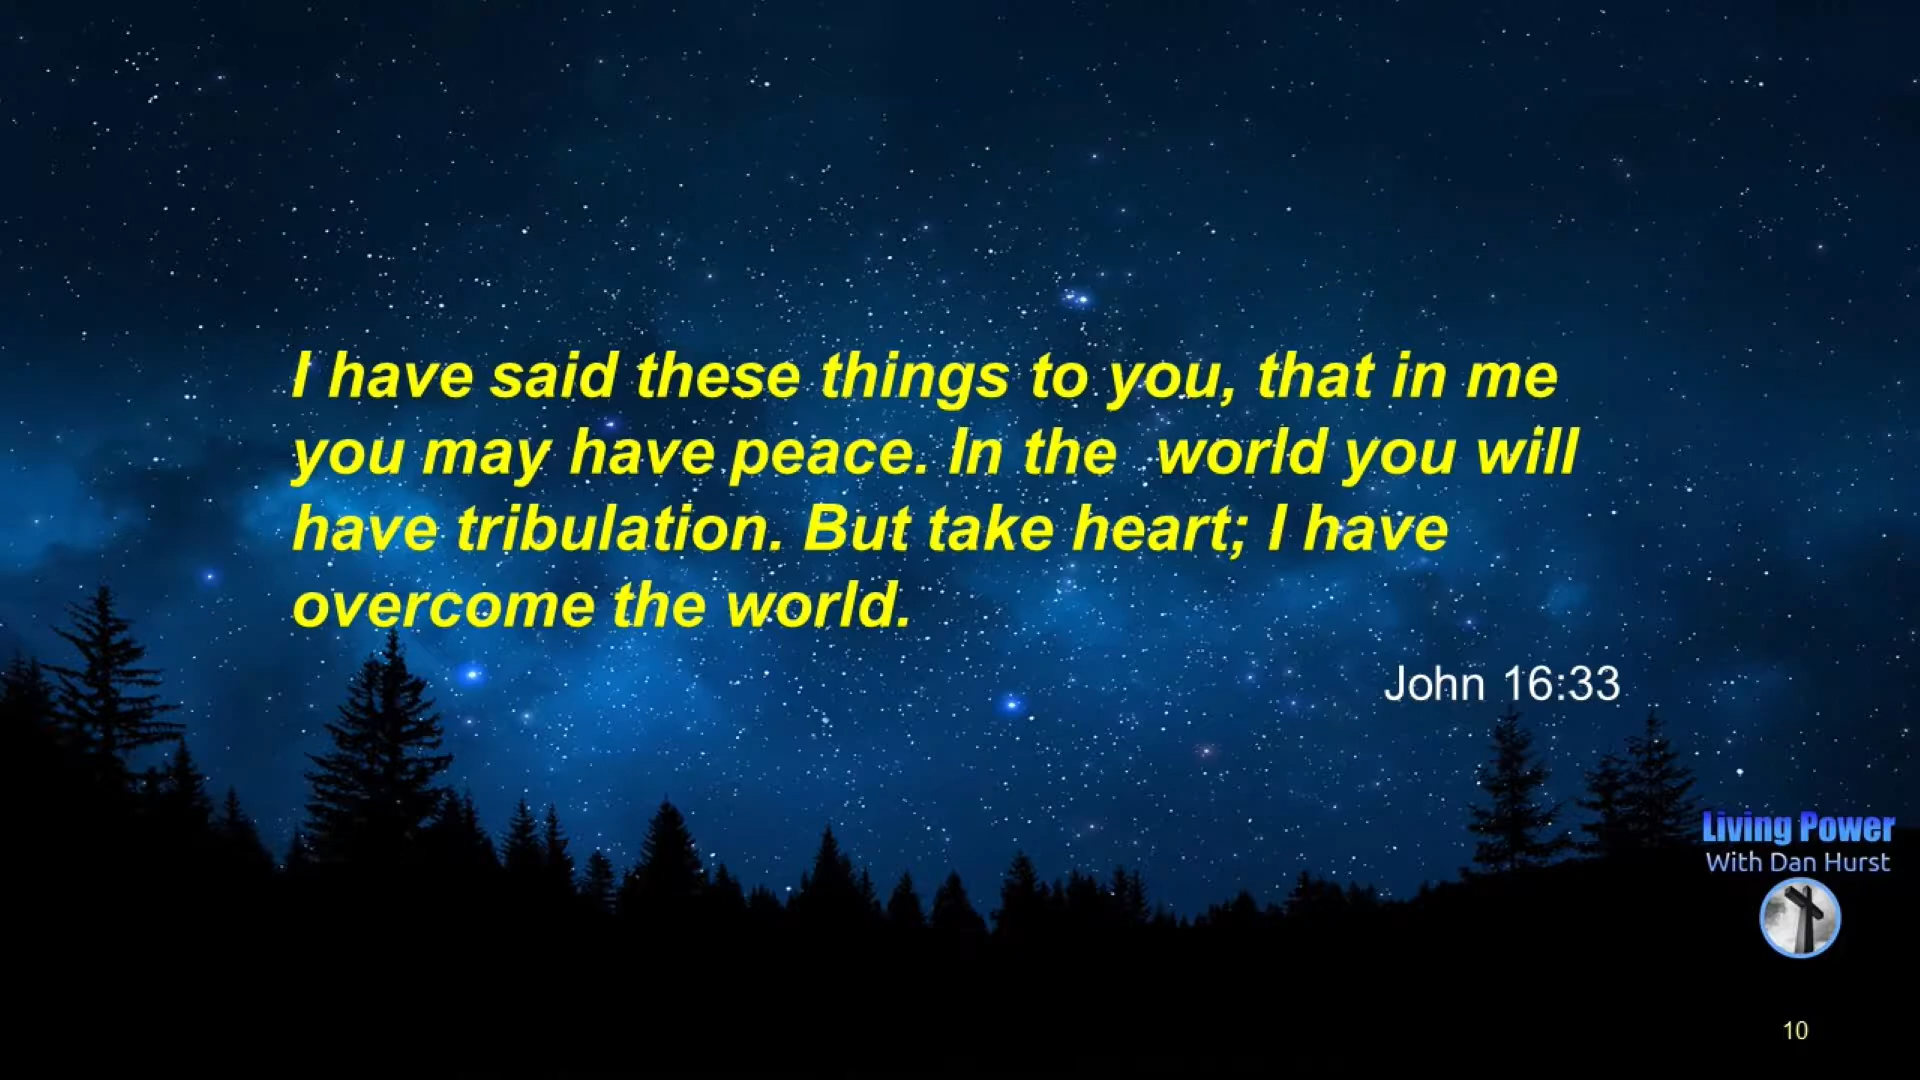 I have said these things to you, that in me
you may have peace. In the  world you will
have tribulation. But take heart; I have
overcome the world.
John 16:33
Living Power
With Dan Hurst
10